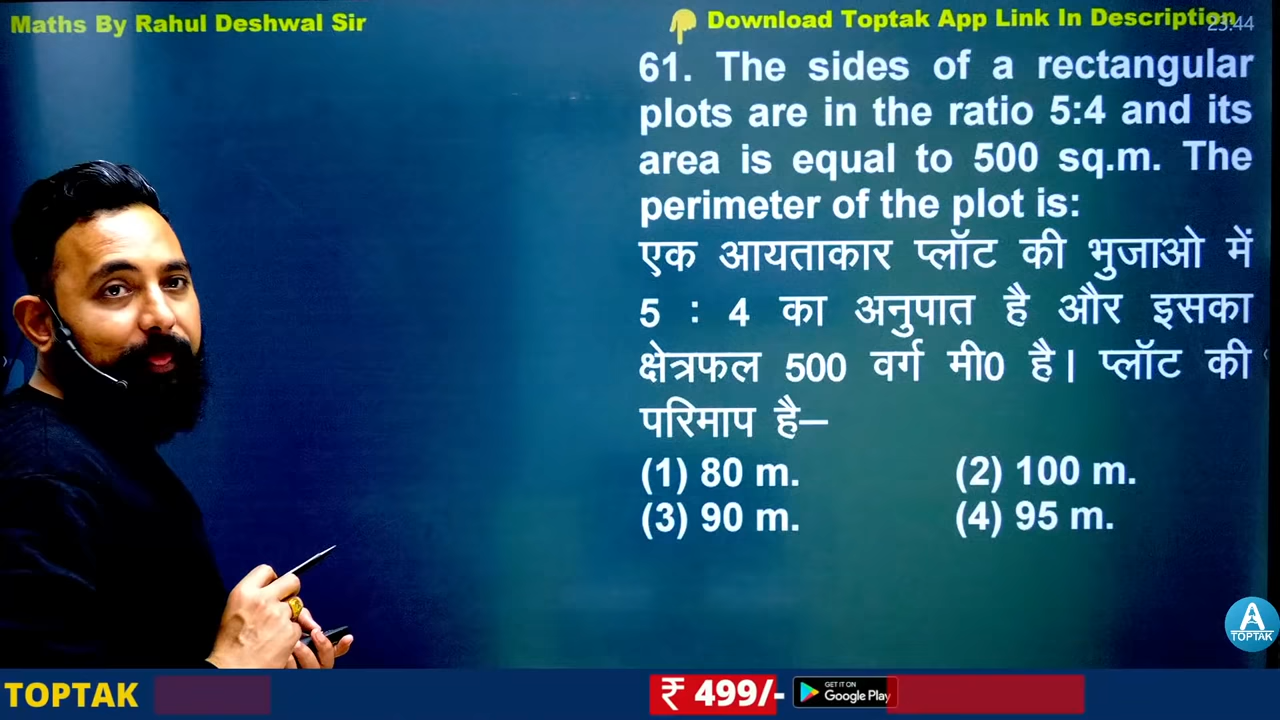 Maths By Rahul Deshwal Sir
Download Toptak App Link In Description
23:44
61. The sides of a rectangular
plots are in the ratio 5:4 and its
area is equal to 500 sq.m. The
perimeter of the plot is:
एक आयताकार प्लॉट की भुजाओ में
5 : 4 का अनुपात है और इसका
क्षेत्रफल 500 वर्ग मी0 है। प्लॉट की
परिमाप है–
(1) 80 m. (2) 100 m.
(3) 90 m. (4) 95 m.
A
TOPTAK
TOPTAK
₹ 499/-
GET IT ON
Google Play